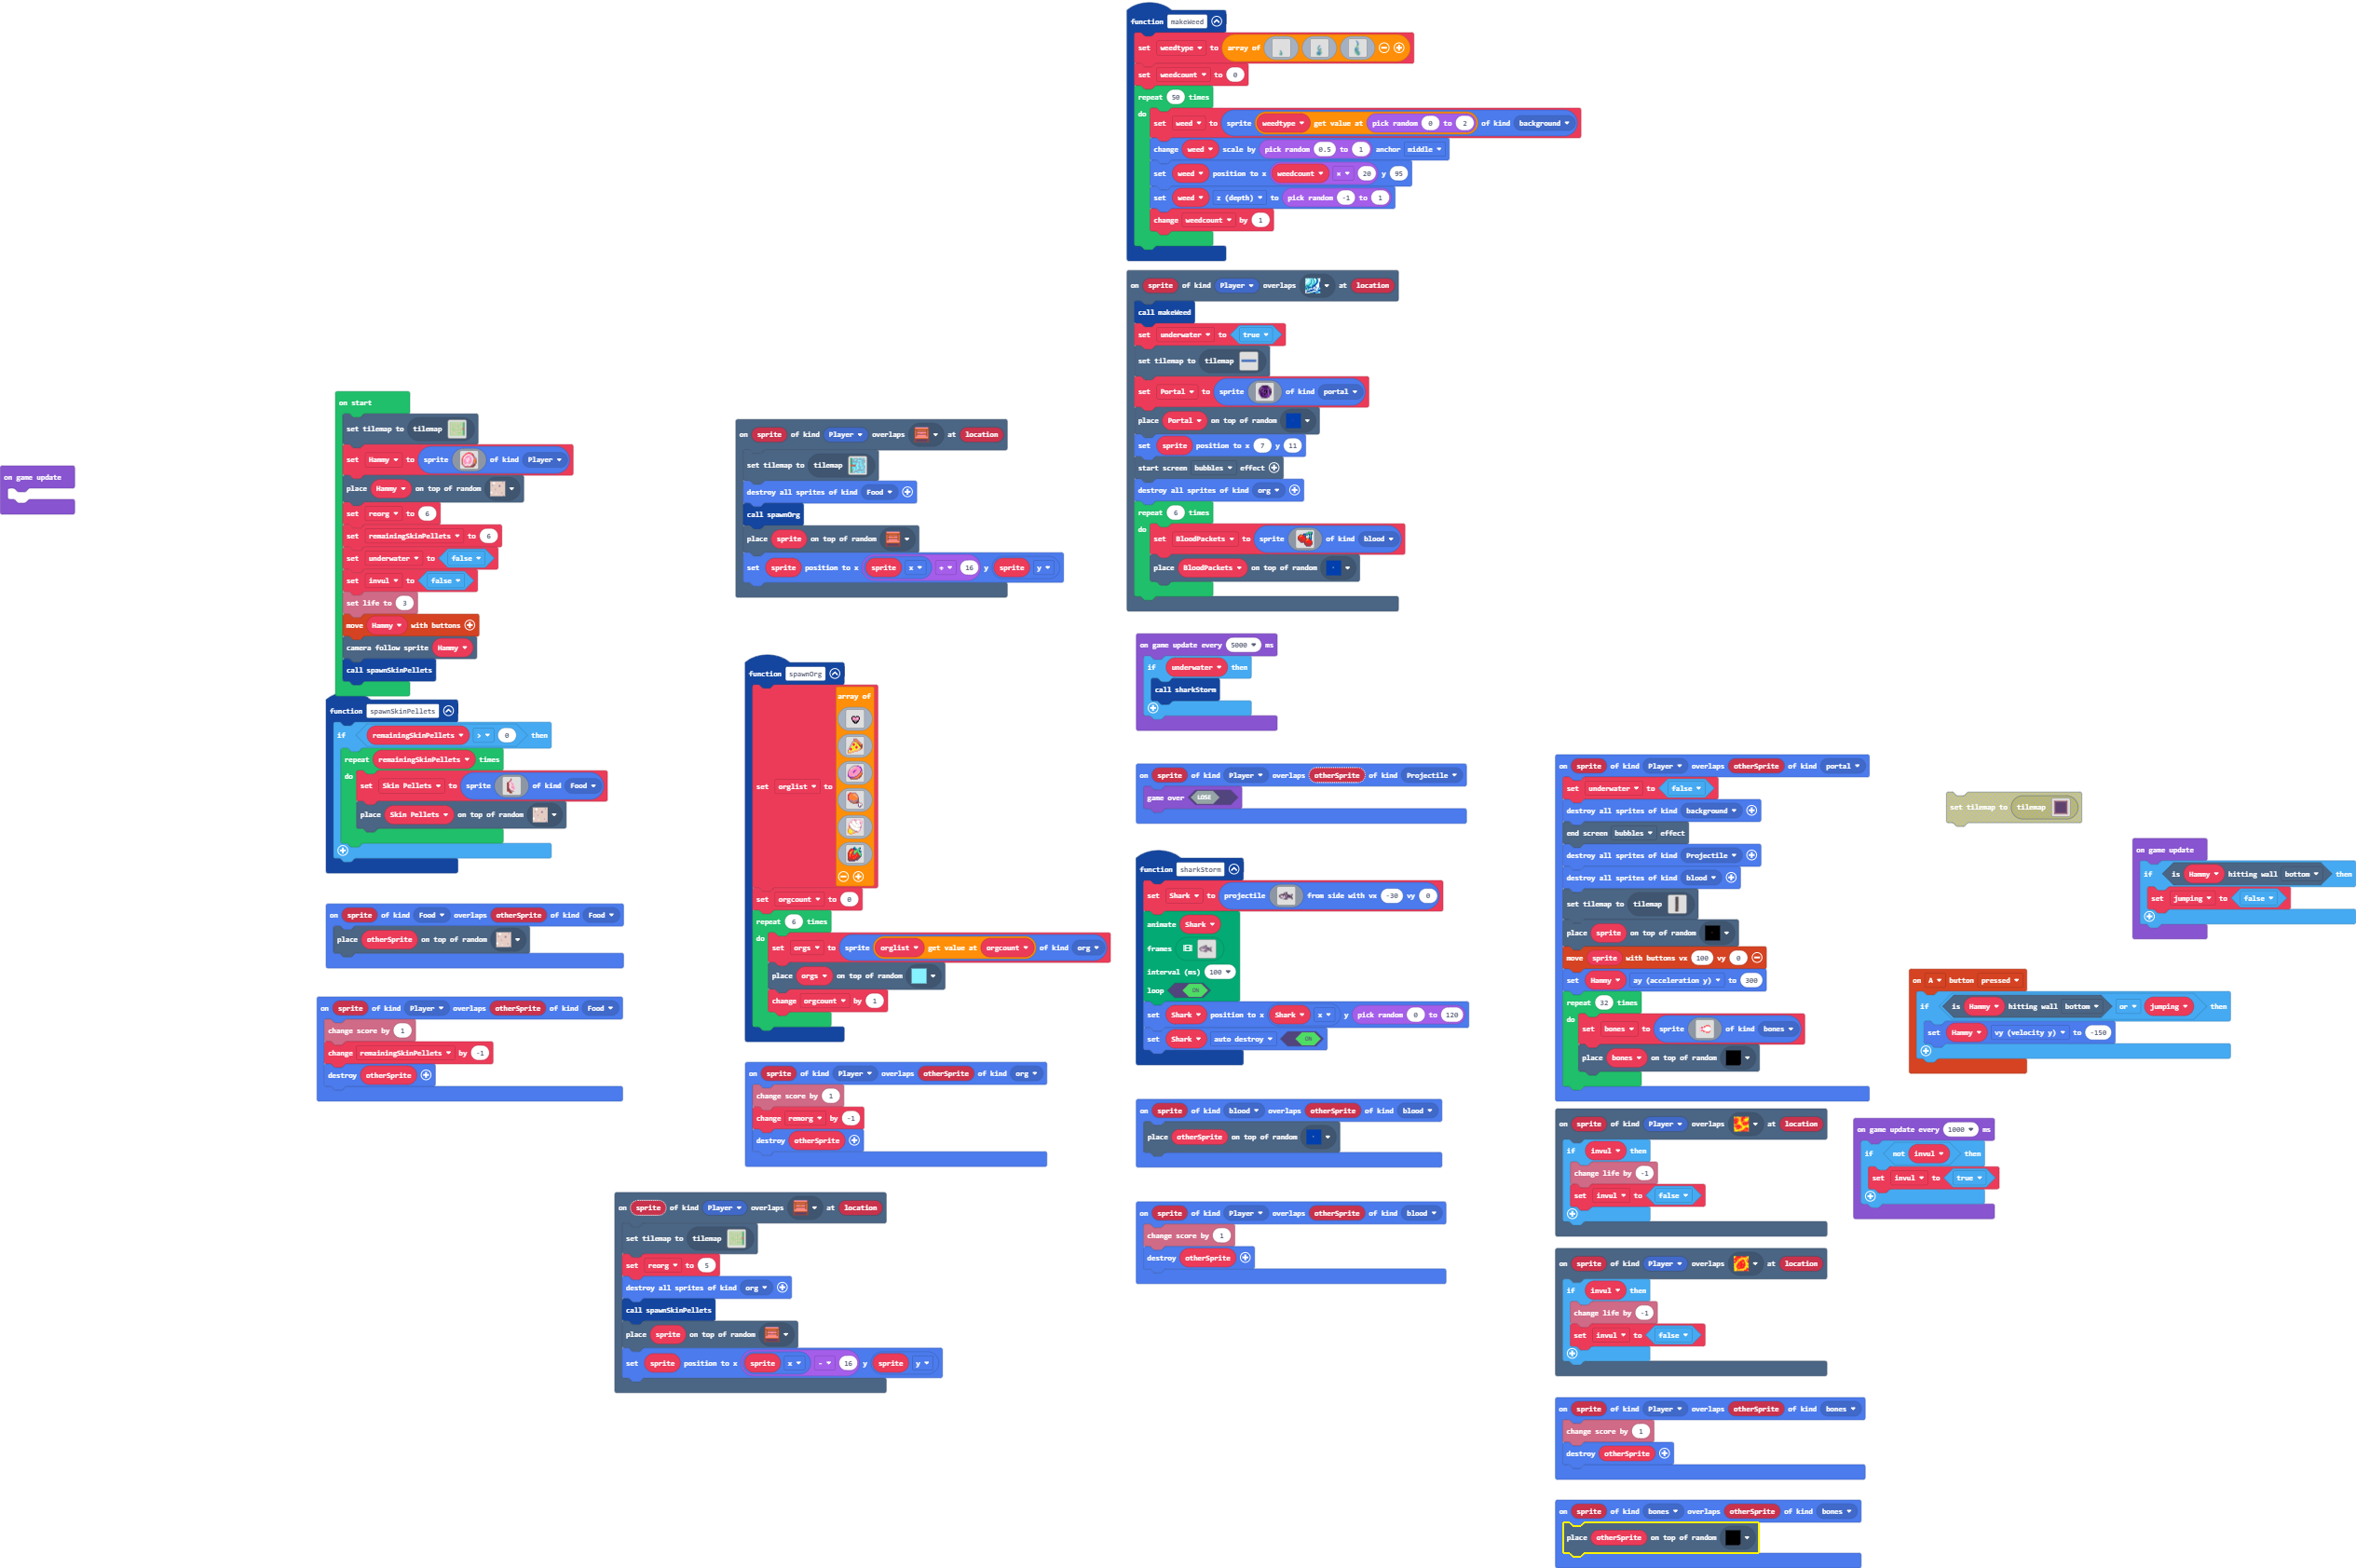 function makeWeed
set weedtype to array of
set weedcount to 0
repeat 50 times
do
set weed to sprite weedtype get value at pick random 0 to 2 of kind background
change weed scale by pick random 0.5 to 1 anchor middle
set weed position to x weedcount x 20 y 95
set weed z (depth) to pick random -1 to 1
change weedcount by 1
on sprite of kind Player overlaps at location
call makeWeed
set underwater to true
set tilemap to tilemap
set Portal to sprite of kind portal
place Portal on top of random
set sprite position to x 7 y 11
start screen bubbles effect
destroy all sprites of kind org
repeat 6 times
do
set BloodPackets to sprite of kind blood
place BloodPackets on top of random
on game update
on start
set tilemap to tilemap
set Hammy to sprite of kind Player
place Hammy on top of random
set reorg to 6
set remainingSkinPellets to 6
set underwater to false
set invul to false
set life to 3
move Hammy with buttons
camera follow sprite Hammy
call spawnSkinPellets
function spawnSkinPellets
if remainingSkinPellets > 0 then
repeat remainingSkinPellets times
do
set Skin Pellets to sprite of kind Food
place Skin Pellets on top of random
on sprite of kind Food overlaps otherSprite of kind Food
place otherSprite on top of random
on sprite of kind Player overlaps otherSprite of kind Food
change score by 1
change remainingSkinPellets by -1
destroy otherSprite
on sprite of kind Player overlaps at location
set tilemap to tilemap
destroy all sprites of kind Food
call spawnOrg
place sprite on top of random
set sprite position to x sprite x + 16 y sprite y
function spawnOrg
array of
set orglist to
set orgcount to 0
repeat 6 times
do
set orgs to sprite orglist get value at orgcount of kind org
place orgs on top of random
change orgcount by 1
on sprite of kind Player overlaps otherSprite of kind org
change score by 1
change remorg by -1
destroy otherSprite
on sprite of kind Player overlaps at location
set tilemap to tilemap
set reorg to 5
destroy all sprites of kind org
call spawnSkinPellets
place sprite on top of random
set sprite position to x sprite x - 16 y sprite y
on game update every 5000 ms
if underwater then
call sharkStorm
on sprite of kind Player overlaps otherSprite of kind Projectile
game over LOSE
function sharkStorm
set Shark to projectile from side with vx -30 vy 0
animate Shark
frames
interval (ms) 100
loop ON
set Shark position to x Shark x y pick random 0 to 120
set Shark auto destroy ON
on sprite of kind blood overlaps otherSprite of kind blood
place otherSprite on top of random
on sprite of kind Player overlaps otherSprite of kind blood
change score by 1
destroy otherSprite
on sprite of kind Player overlaps otherSprite of kind portal
set underwater to false
destroy all sprites of kind background
end screen bubbles effect
destroy all sprites of kind Projectile
destroy all sprites of kind blood
set tilemap to tilemap
place sprite on top of random
move sprite with buttons vx 100 vy 0
set Hammy ay (acceleration y) to 300
repeat 32 times
do
set bones to sprite of kind bones
place bones on top of random
on sprite of kind Player overlaps at location
if invul then
change life by -1
set invul to false
on sprite of kind Player overlaps at location
if invul then
change life by -1
set invul to false
on sprite of kind Player overlaps otherSprite of kind bones
change score by 1
destroy otherSprite
on sprite of kind bones overlaps otherSprite of kind bones
place otherSprite on top of random
set tilemap to tilemap
on game update
if is Hammy hitting wall bottom then
set jumping to false
on A button pressed
if is Hammy hitting wall bottom or jumping then
set Hammy vy (velocity y) to -150
on game update every 1000 ms
if not invul then
set invul to true